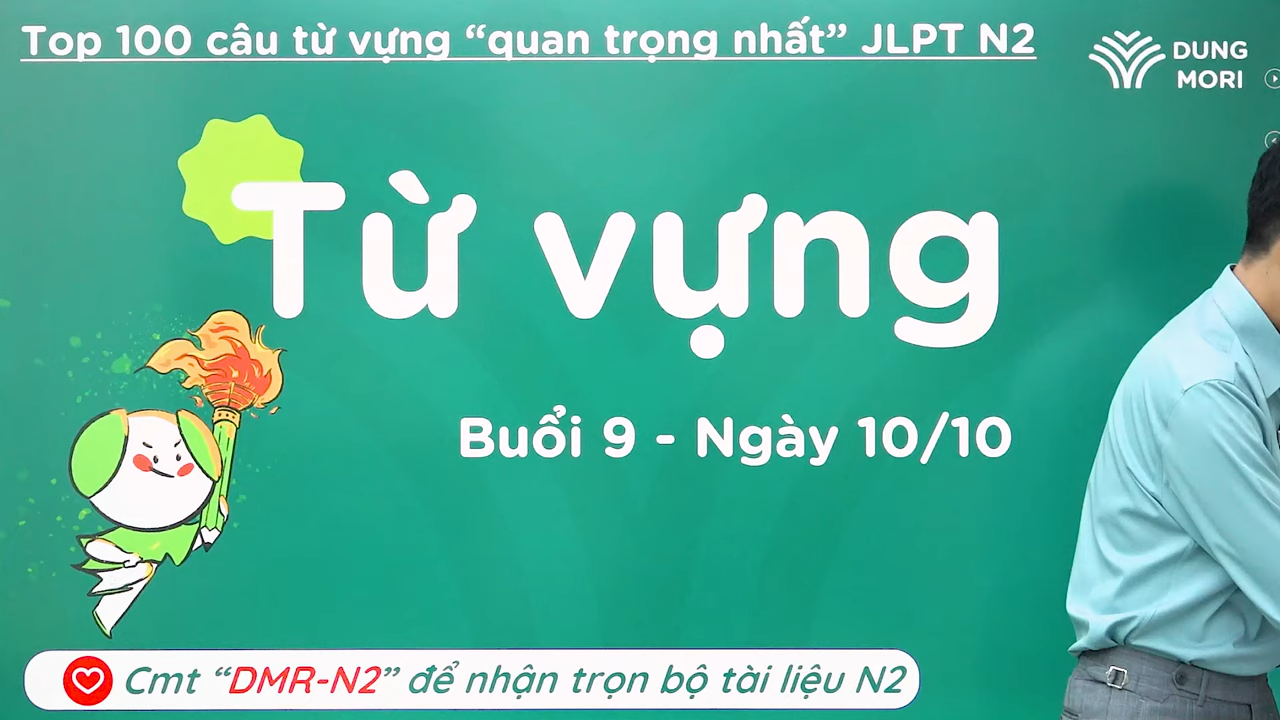 Top 100 câu từ vựng “quan trọng nhất” JLPT N2
DUNG
MORI
Từ vựng
Buổi 9 - Ngày 10/10
Cmt “DMR-N2” để nhận trọn bộ tài liệu N2